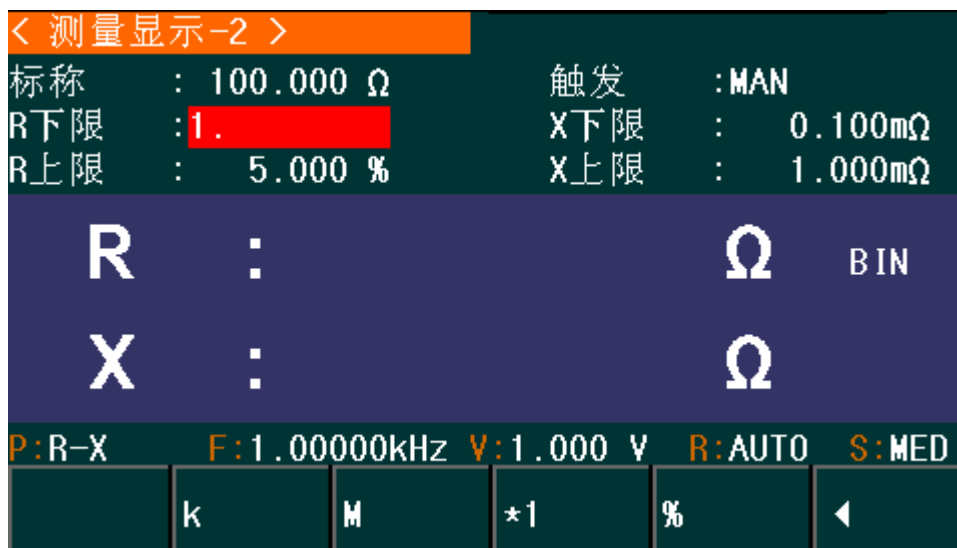 < 测量显示-2 >
标称 : 100.000 Ω 触发 :MAN
R下限 :1. X下限 : 0.100mΩ
R上限 : 5.000 % X上限 : 1.000mΩ
R : Ω BIN
X : Ω
P:R-X F:1.00000kHz V:1.000 V R:AUTO S:MED
k M *1 % ◀